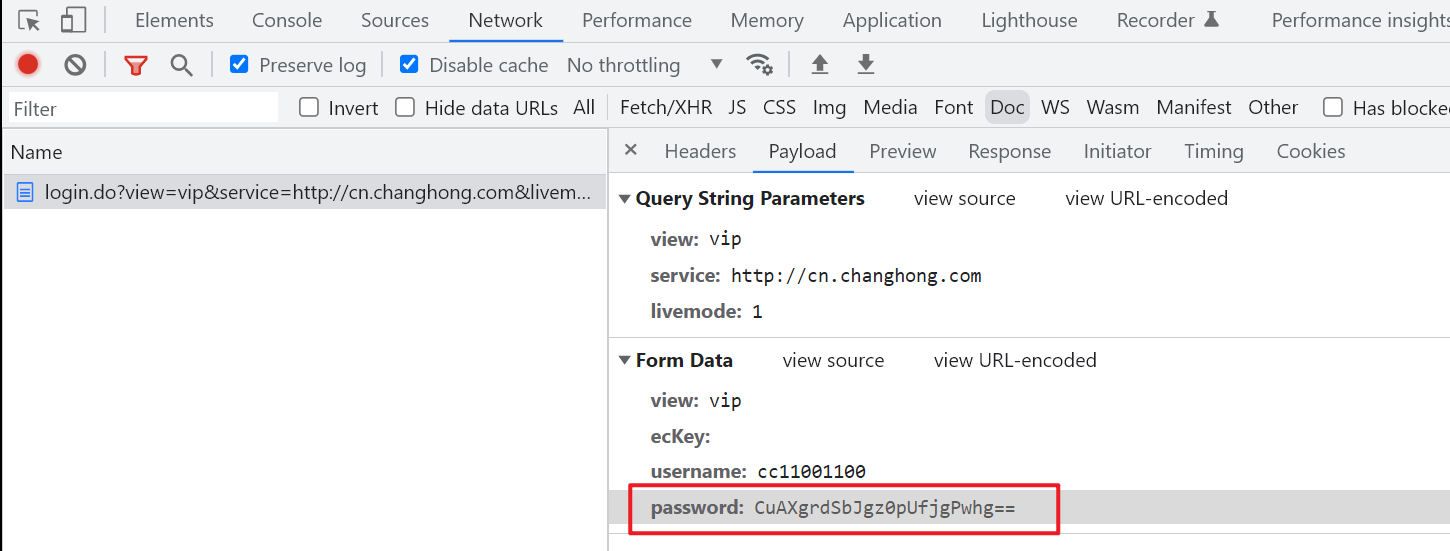 Elements Console Sources Network Performance Memory Application Lighthouse Recorder Performance insights
Preserve log Disable cache No throttling
Filter Invert Hide data URLs All Fetch/XHR JS CSS Img Media Font Doc WS Wasm Manifest Other Has blocke
Name × Headers Payload Preview Response Initiator Timing Cookies
login.do?view=vip&service=http://cn.changhong.com&livem...
Query String Parameters view source view URL-encoded
view: vip
service: http://cn.changhong.com
livemode: 1
Form Data view source view URL-encoded
view: vip
ecKey:
username: cc11001100
password: CuAXgrdSbJgz0pUfjgPwhg==